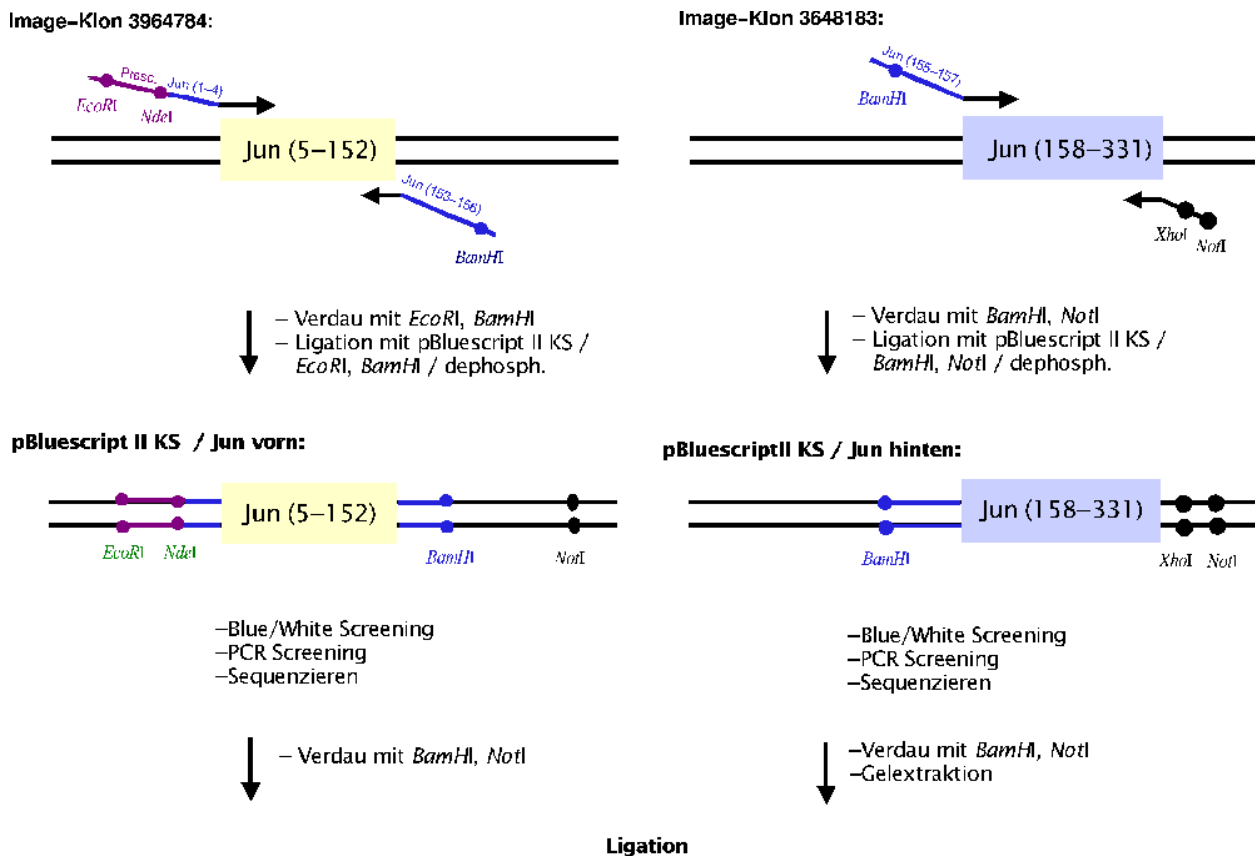 Image–Klon 3964784:
Presc.
Jun (1–4)
EcoRI
NdeI
Jun (5–152)
Jun (153–156)
BamHI
– Verdau mit EcoRI, BamHI
– Ligation mit pBluescript II KS /
EcoRI, BamHI / dephosph.
pBluescript II KS / Jun vorn:
Jun (5–152)
EcoRI
NdeI
BamHI
NotI
–Blue/White Screening
–PCR Screening
–Sequenzieren
– Verdau mit BamHI, NotI
Image–Klon 3648183:
Jun (155–157)
BamHI
Jun (158–331)
XhoI
NotI
– Verdau mit BamHI, NotI
– Ligation mit pBluescript II KS /
BamHI, NotI / dephosph.
pBluescriptII KS / Jun hinten:
Jun (158–331)
BamHI
XhoI
NotI
–Blue/White Screening
–PCR Screening
–Sequenzieren
–Verdau mit BamHI, NotI
–Gelextraktion
Ligation